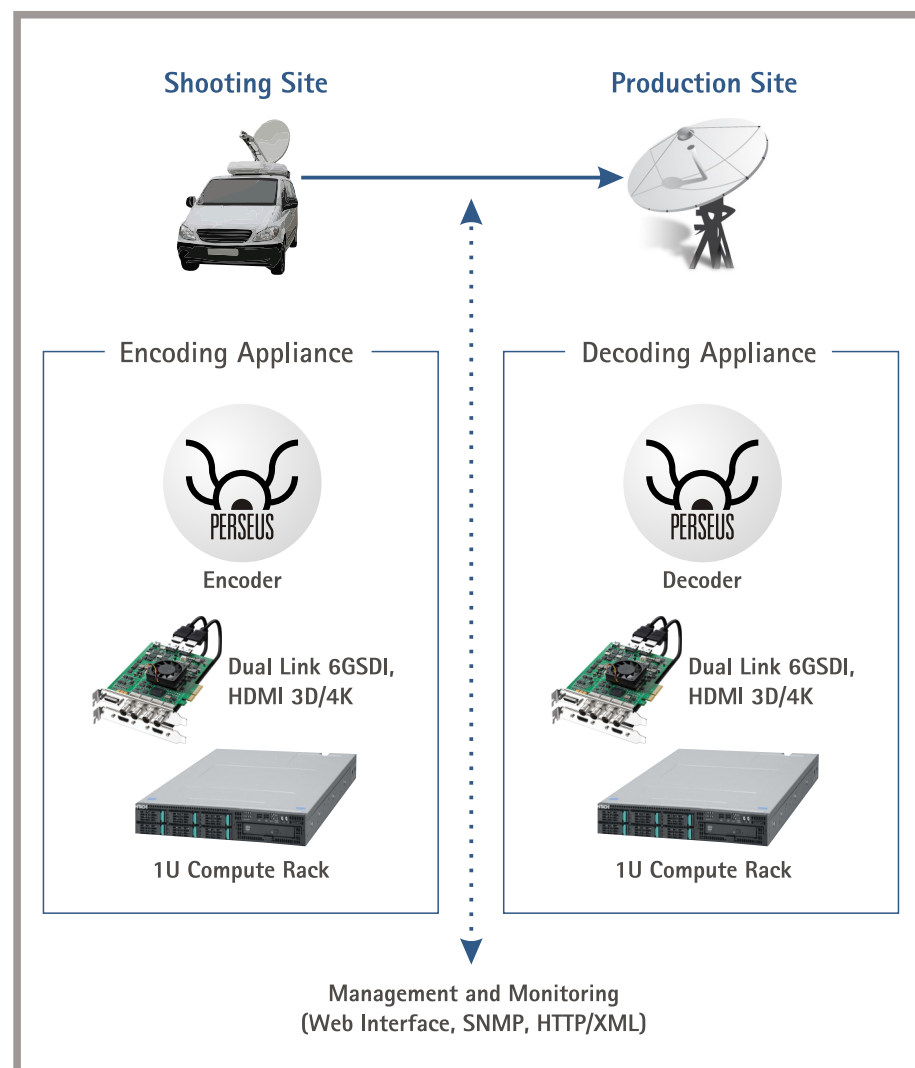 Shooting Site
Production Site
Encoding Appliance
PERSEUS
Encoder
Dual Link 6GSDI,
HDMI 3D/4K
1U Compute Rack
Decoding Appliance
PERSEUS
Decoder
Dual Link 6GSDI,
HDMI 3D/4K
1U Compute Rack
Management and Monitoring
(Web Interface, SNMP, HTTP/XML)